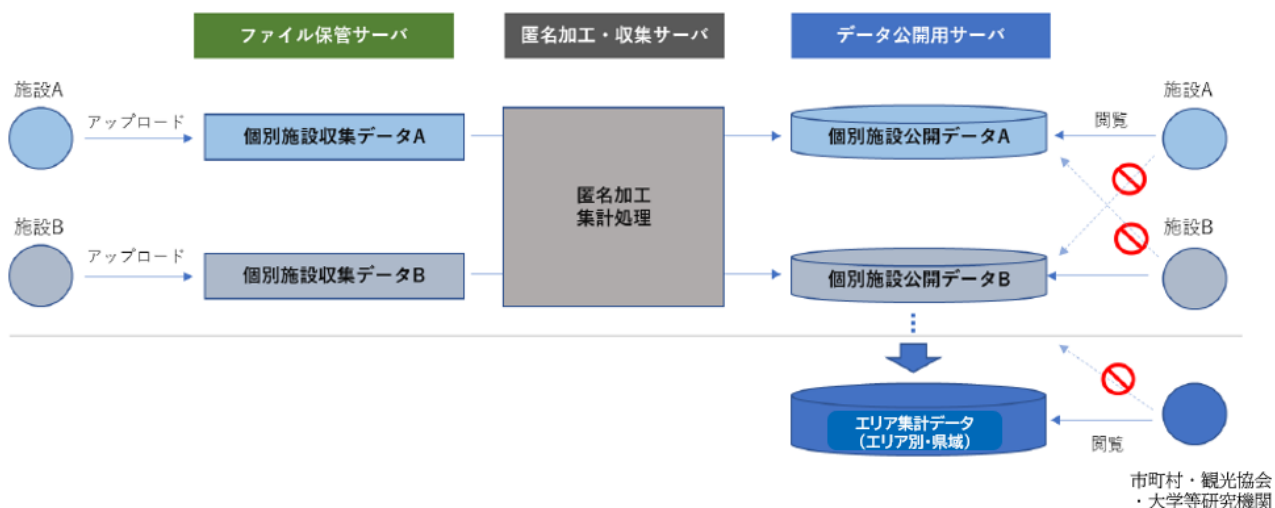 ファイル保管サーバ
匿名加工・収集サーバ
データ公開用サーバ
施設A
施設A
アップロード
個別施設収集データA
個別施設公開データA
閲覧
匿名加工
集計処理
施設B
施設B
アップロード
個別施設収集データB
個別施設公開データB
エリア集計データ
（エリア別・県域）
閲覧
市町村・観光協会
・大学等研究機関